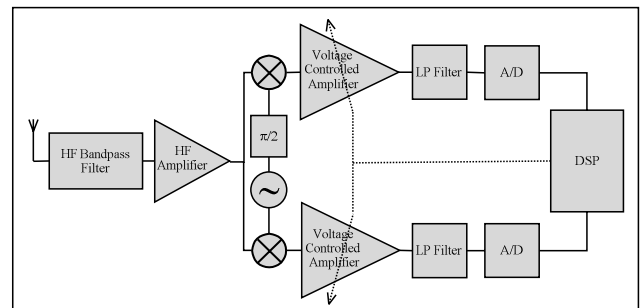 HF Bandpass
Filter
HF
Amplifier
π/2
~
Voltage
Controlled
Amplifier
LP Filter
A/D
DSP
Voltage
Controlled
Amplifier
LP Filter
A/D